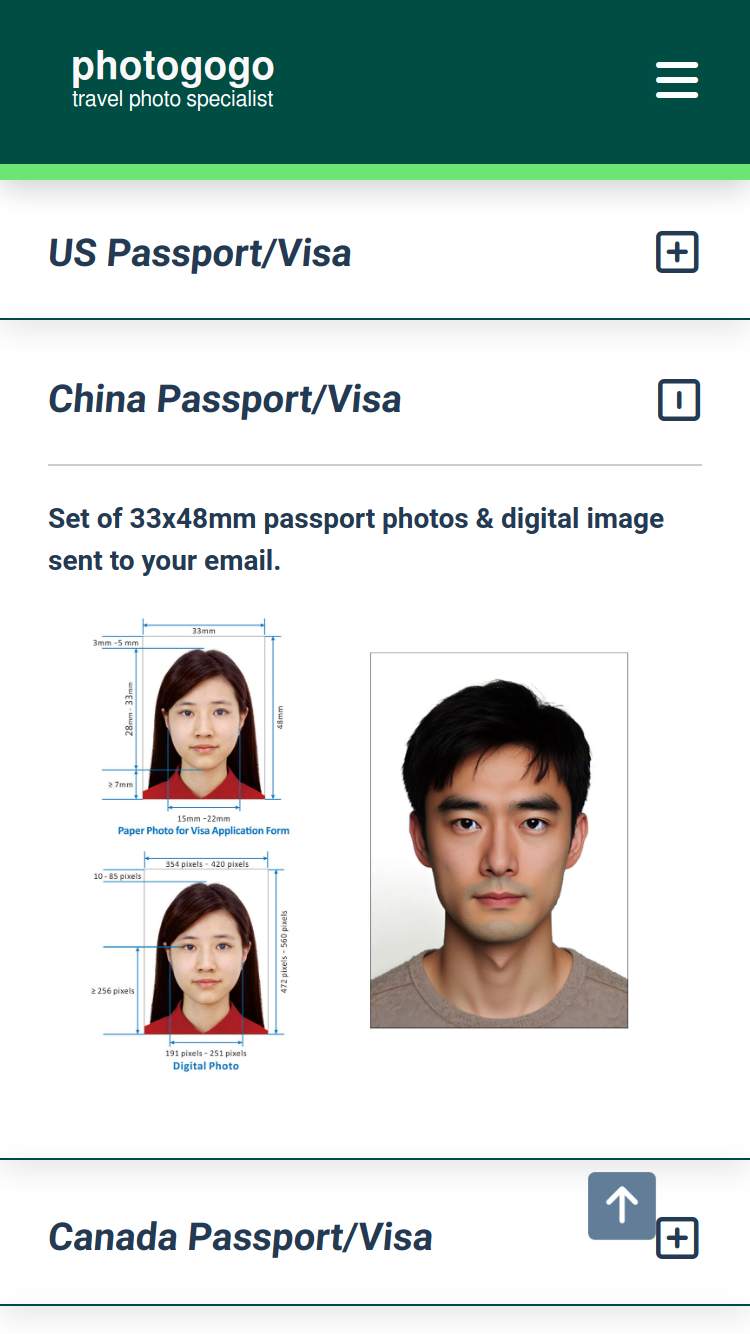 photogogo
travel photo specialist
US Passport/Visa
China Passport/Visa
Set of 33x48mm passport photos & digital image
sent to your email.
33mm
3mm -5 mm
28mm - 33mm
48mm
≥ 7mm
15mm -22mm
Paper Photo for Visa Application Form
354 pixels - 420 pixels
10 - 85 pixels
472 pixels - 560 pixels
≥ 256 pixels
191 pixels - 251 pixels
Digital Photo
Canada Passport/Visa